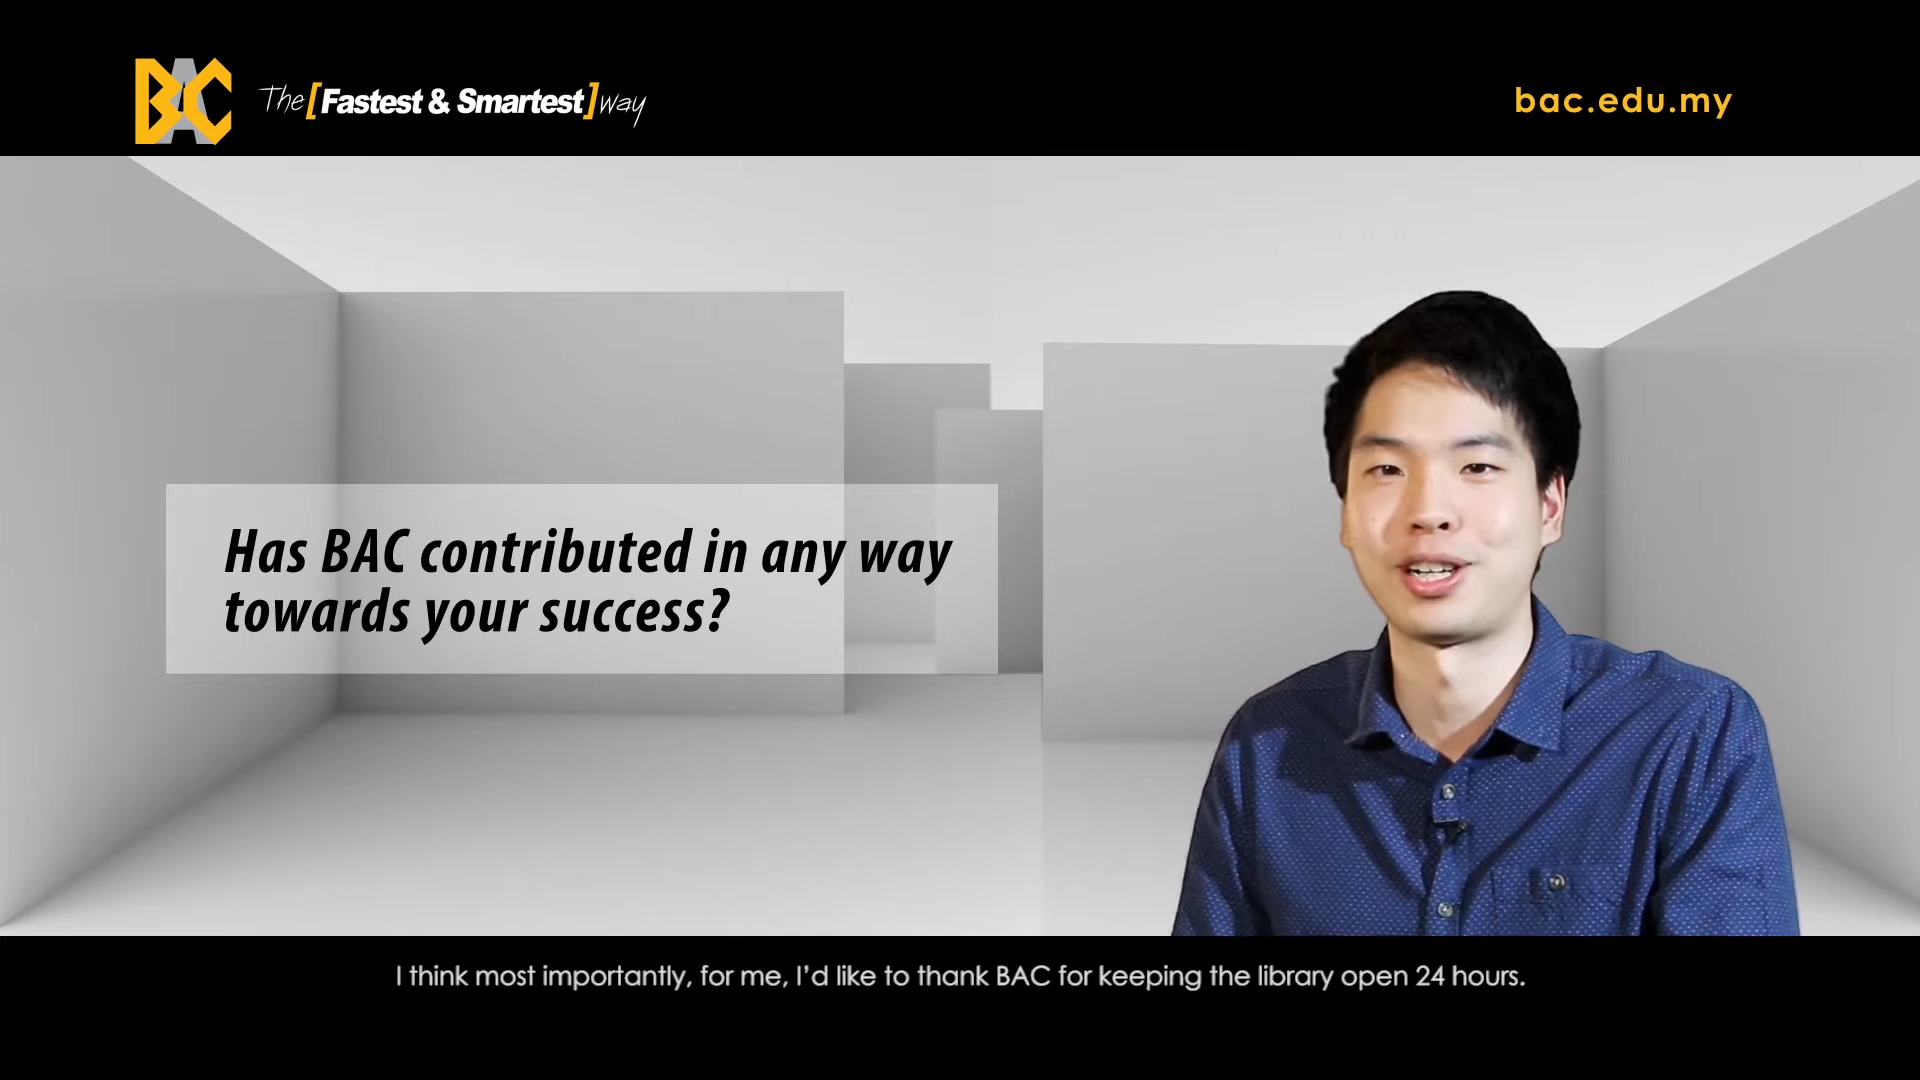 BAC
The [Fastest & Smartest] way
bac.edu.my
Has BAC contributed in any way
towards your success?
I think most importantly, for me, I'd like to thank BAC for keeping the library open 24 hours.